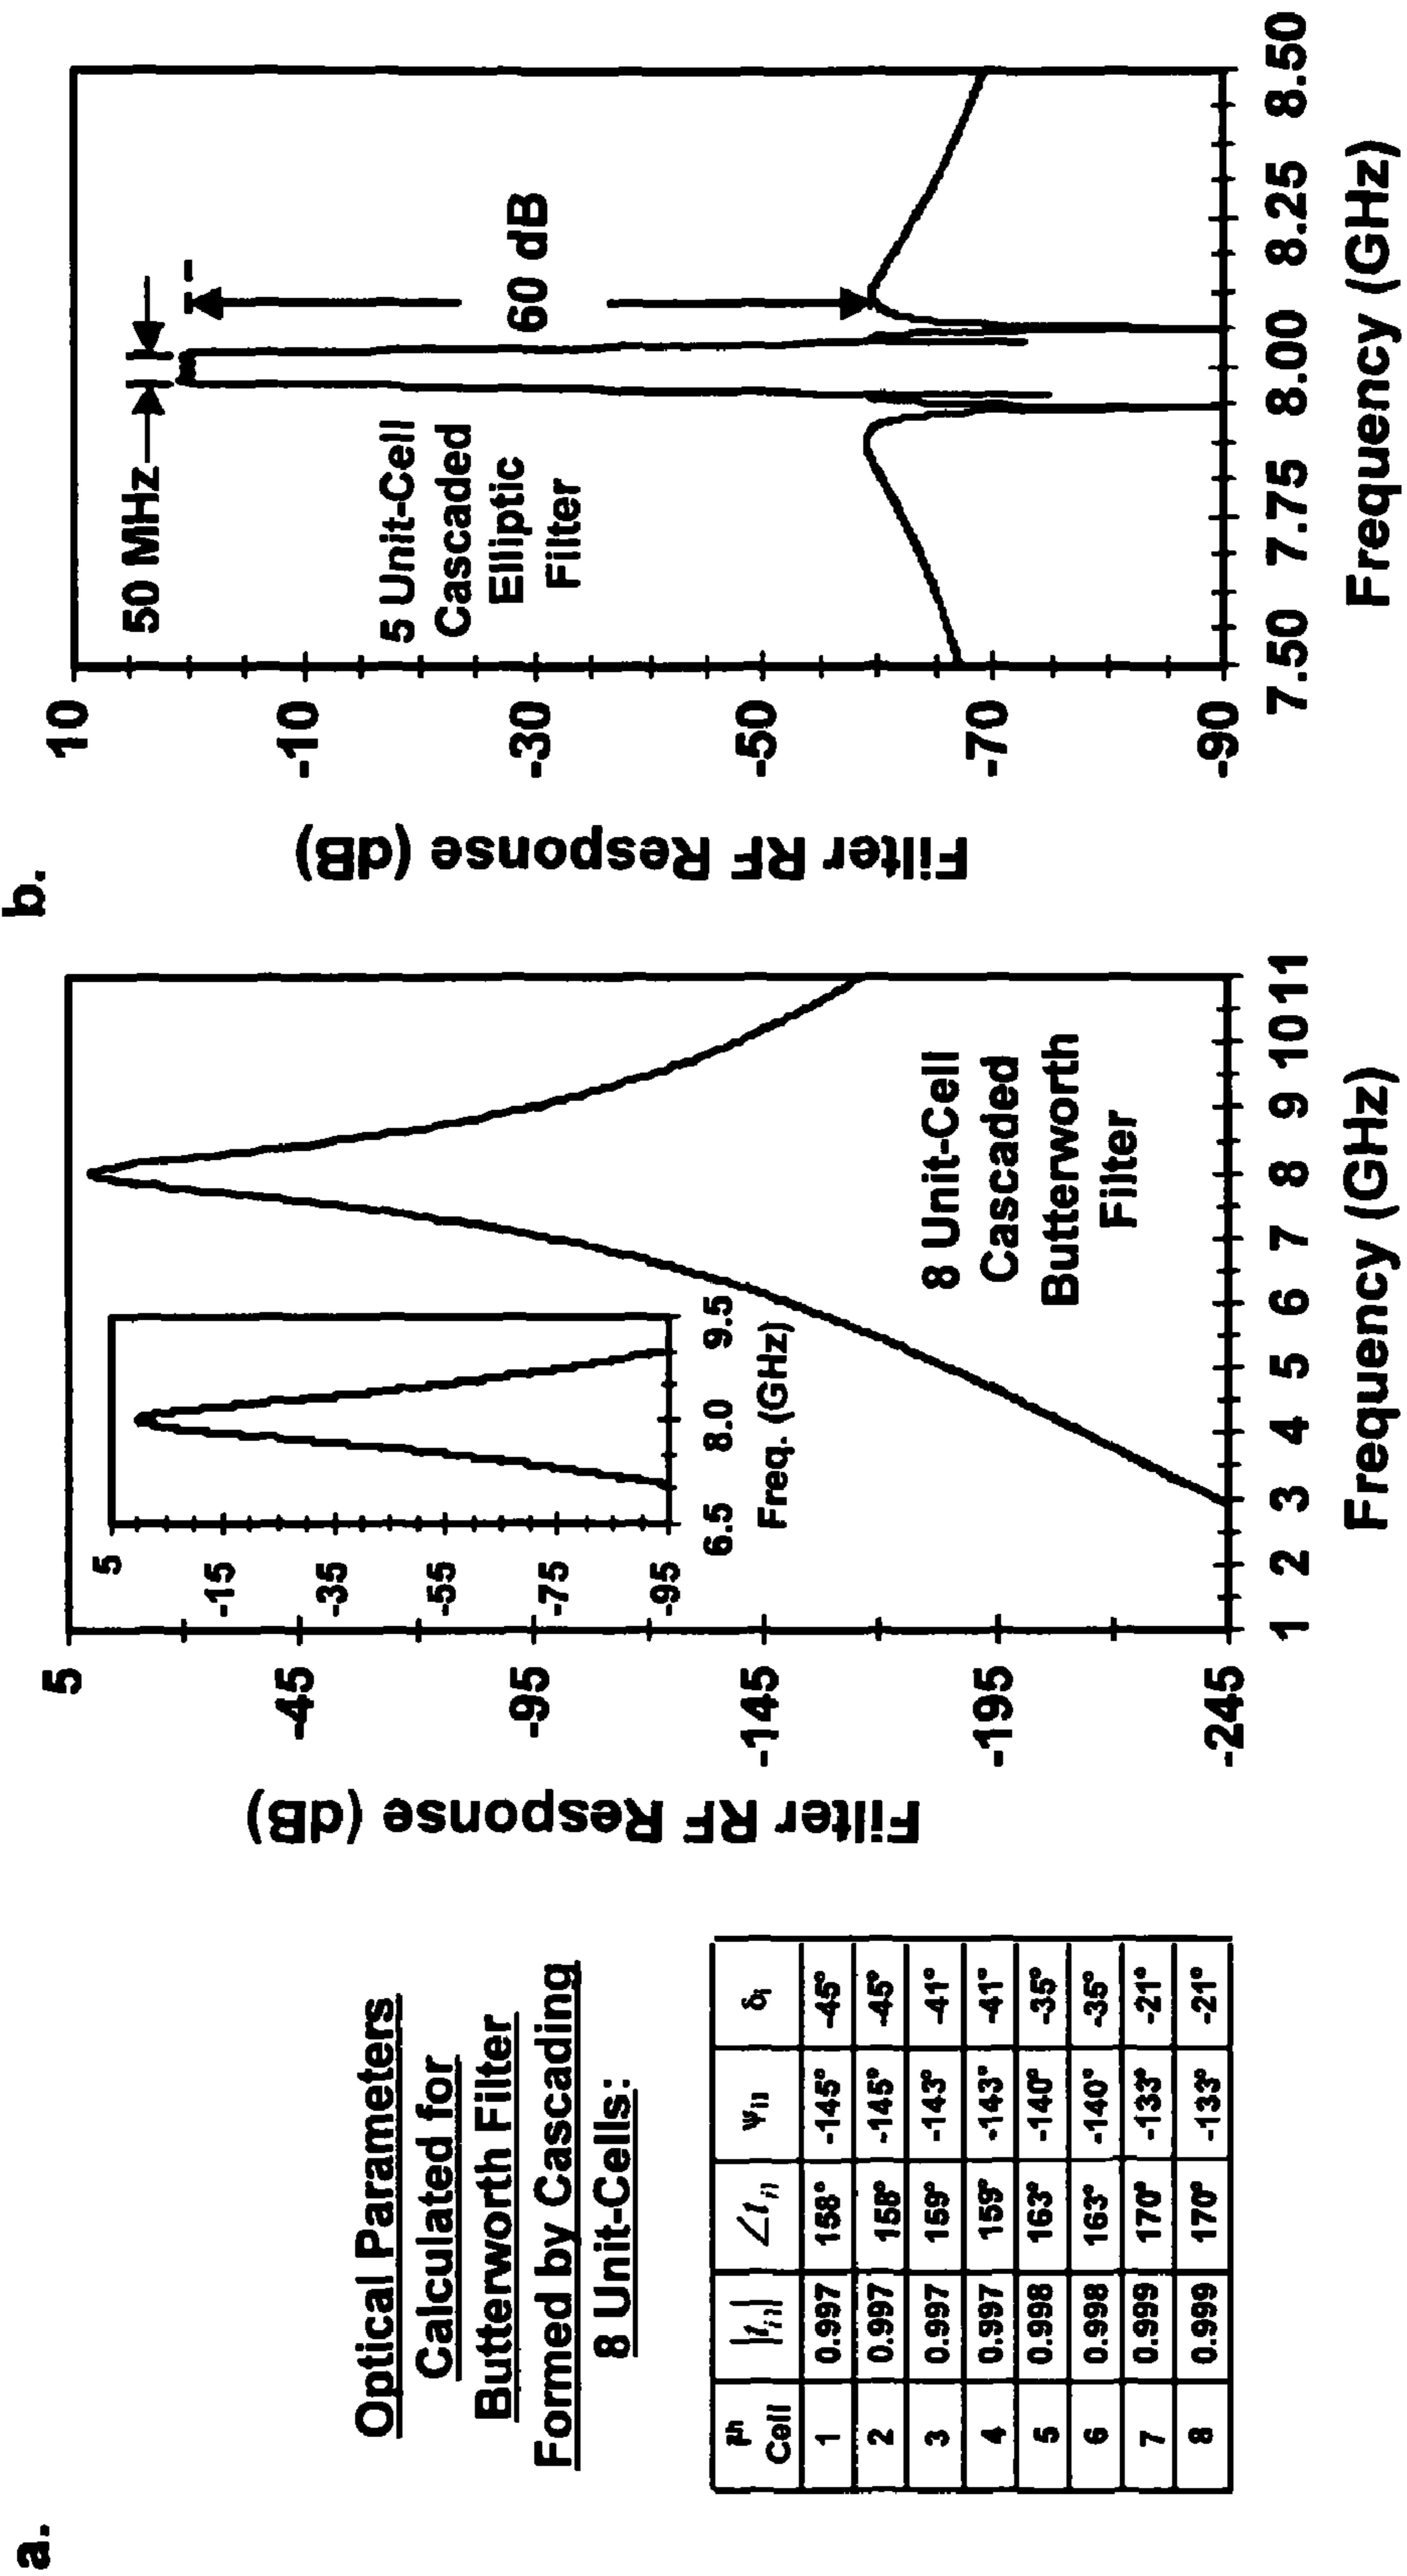 a.
Optical Parameters
Calculated for
Butterworth Filter
Formed by Cascading
8 Unit-Cells:
ith Cell |t_i1| ∠t_i1 ψ_i1 δ_i
1 0.997 158° -145° -45°
2 0.997 158° -145° -45°
3 0.997 159° -143° -41°
4 0.997 159° -143° -41°
5 0.998 163° -140° -35°
6 0.998 163° -140° -35°
7 0.999 170° -133° -21°
8 0.999 170° -133° -21°
Filter RF Response (dB)
5
-45
-95
-145
-195
-245
1 2 3 4 5 6 7 8 9 10 11
Frequency (GHz)
5
-15
-35
-55
-75
-95
6.5 8.0 9.5
Freq. (GHz)
8 Unit-Cell
Cascaded
Butterworth
Filter
b.
Filter RF Response (dB)
10
-10
-30
-50
-70
-90
7.50 7.75 8.00 8.25 8.50
Frequency (GHz)
50 MHz
5 Unit-Cell
Cascaded
Elliptic
Filter
60 dB